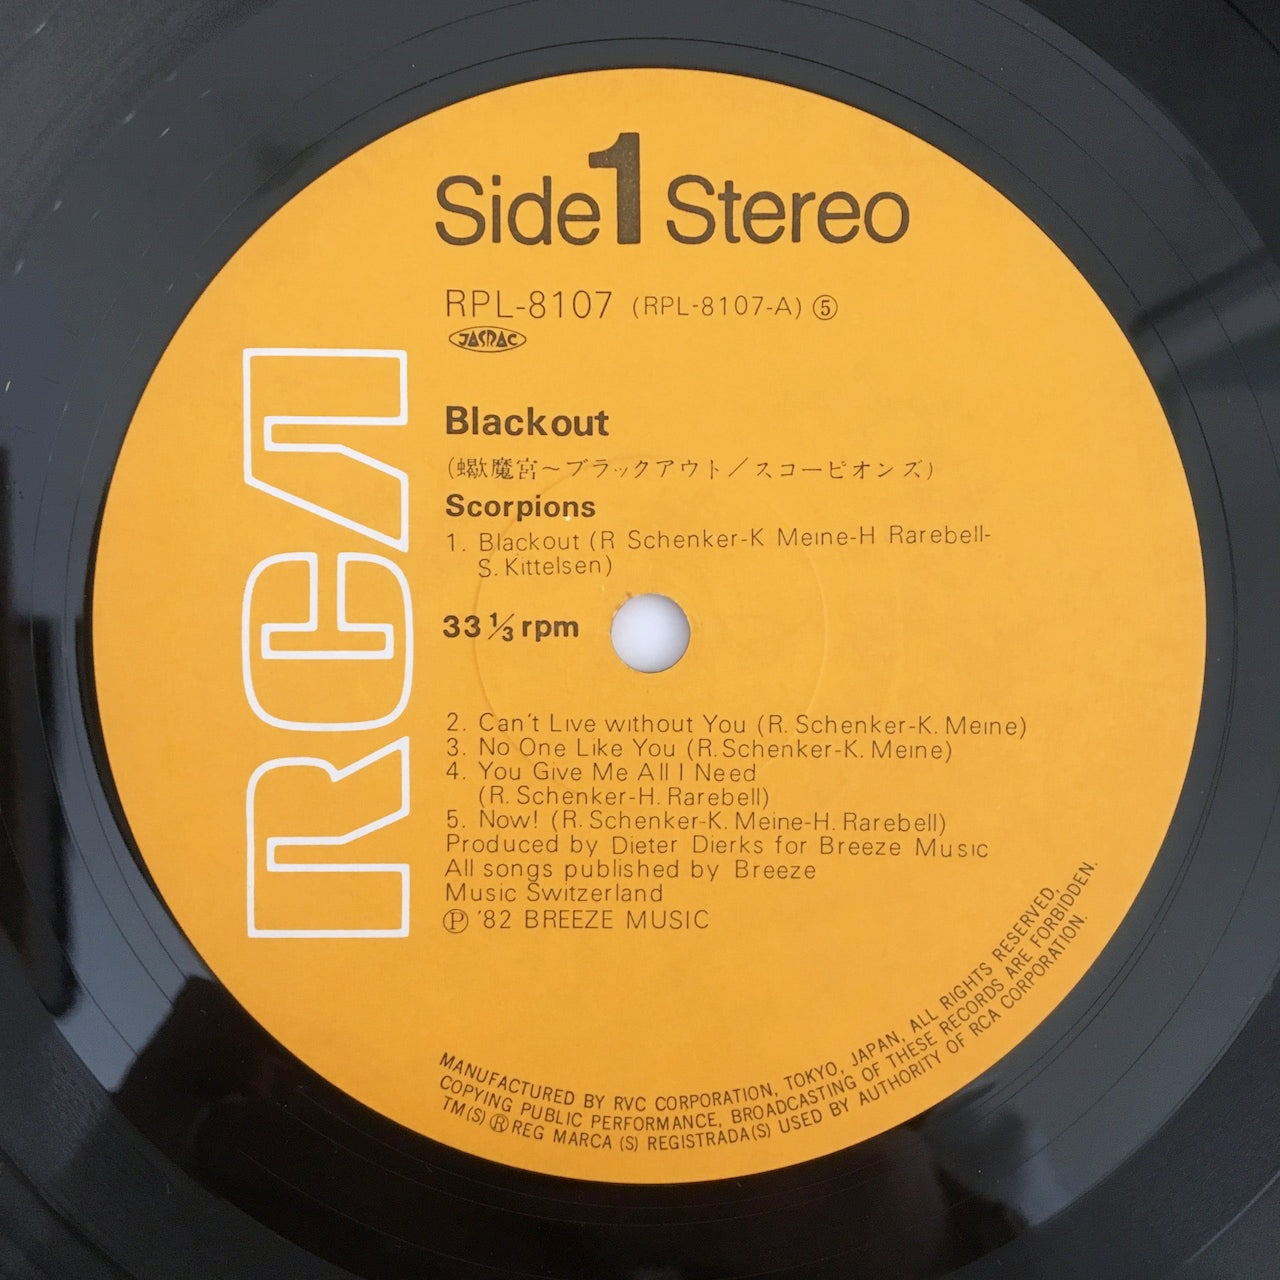 Side 1 Stereo
RPL-8107 (RPL-8107-A) ⑤
JASRAC
RCA
Blackout
(蠍魔宮〜ブラックアウト／スコーピオンズ)
Scorpions
1. Blackout (R Schenker-K Meine-H Rarebell-
S. Kittelsen)
33 1/3 rpm
2. Can't Live without You (R. Schenker-K. Meine)
3. No One Like You (R. Schenker-K. Meine)
4. You Give Me All I Need
(R. Schenker-H. Rarebell)
5. Now! (R. Schenker-K. Meine-H. Rarebell)
Produced by Dieter Dierks for Breeze Music
All songs published by Breeze
Music Switzerland
Ⓟ '82 BREEZE MUSIC
MANUFACTURED BY RVC CORPORATION, TOKYO, JAPAN, ALL RIGHTS RESERVED,
COPYING PUBLIC PERFORMANCE, BROADCASTING OF THESE RECORDS ARE FORBIDDEN.
TM(S) ® REG MARCA (S) REGISTRADA(S) USED BY AUTHORITY OF RCA CORPORATION.